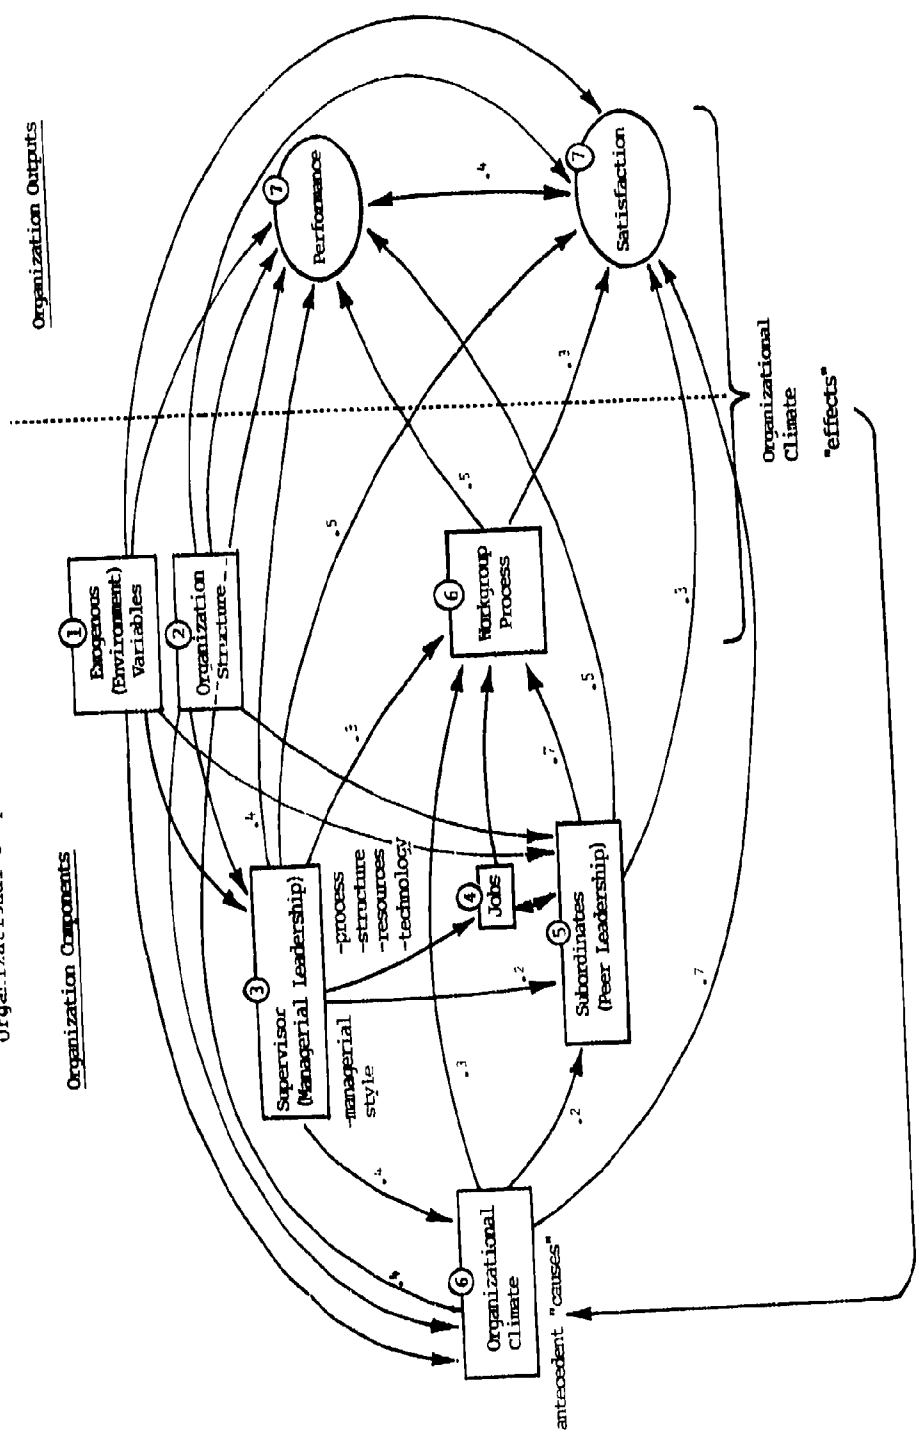 Organization Components
Organization Outputs
1
Exogenous
(Environment)
Variables
2
Organization
Structure
3
Supervisor
(Managerial Leadership)
-managerial
style
-process
-structure
-resources
-technology
4
Jobs
5
Subordinates
(Peer Leadership)
6
Workgroup
Process
6
Organizational
Climate
antecedent "causes"
7
Performance
7
Satisfaction
Organizational
Climate
"effects"
.4
.4
.4
.4
.5
.3
.5
.3
.2
.3
.2
.7
.5
.3
.7